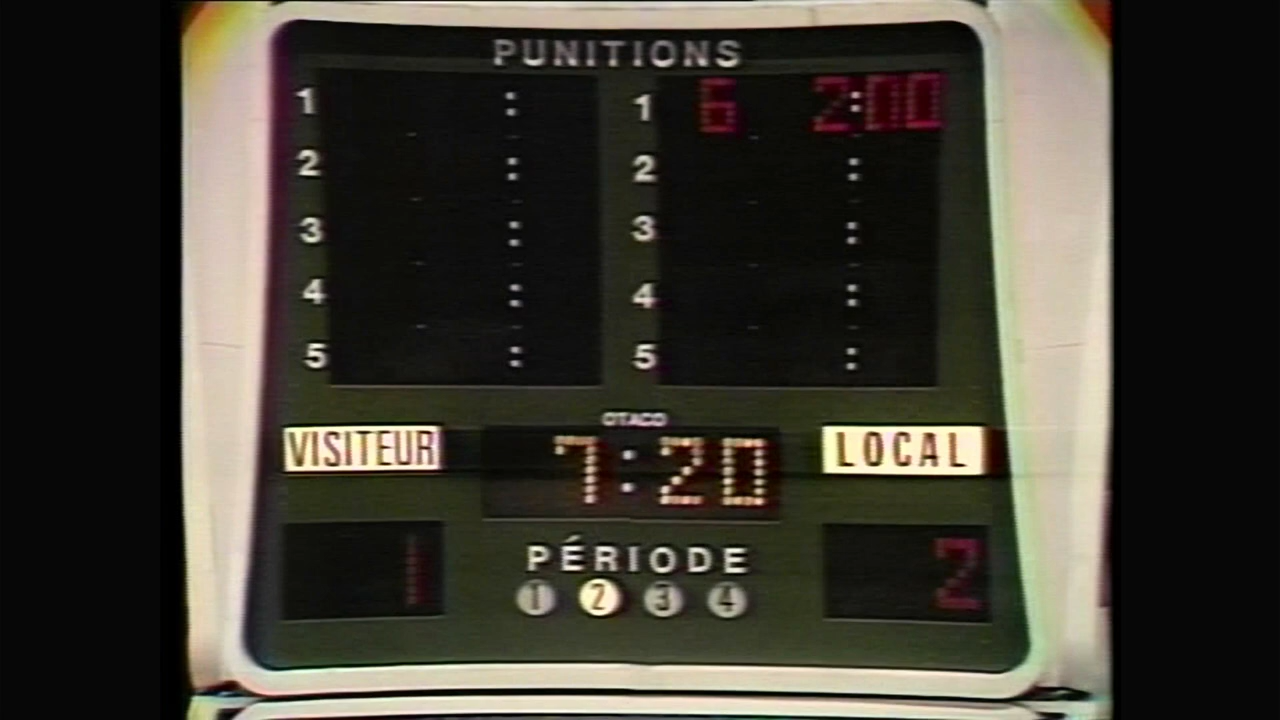 PUNITIONS
1 : 1 6 2:00
2 : 2 :
3 : 3 :
4 : 4 :
5 : 5 :
OTACO
VISITEUR 7:20 LOCAL
1 PÉRIODE 2
1 2 3 4